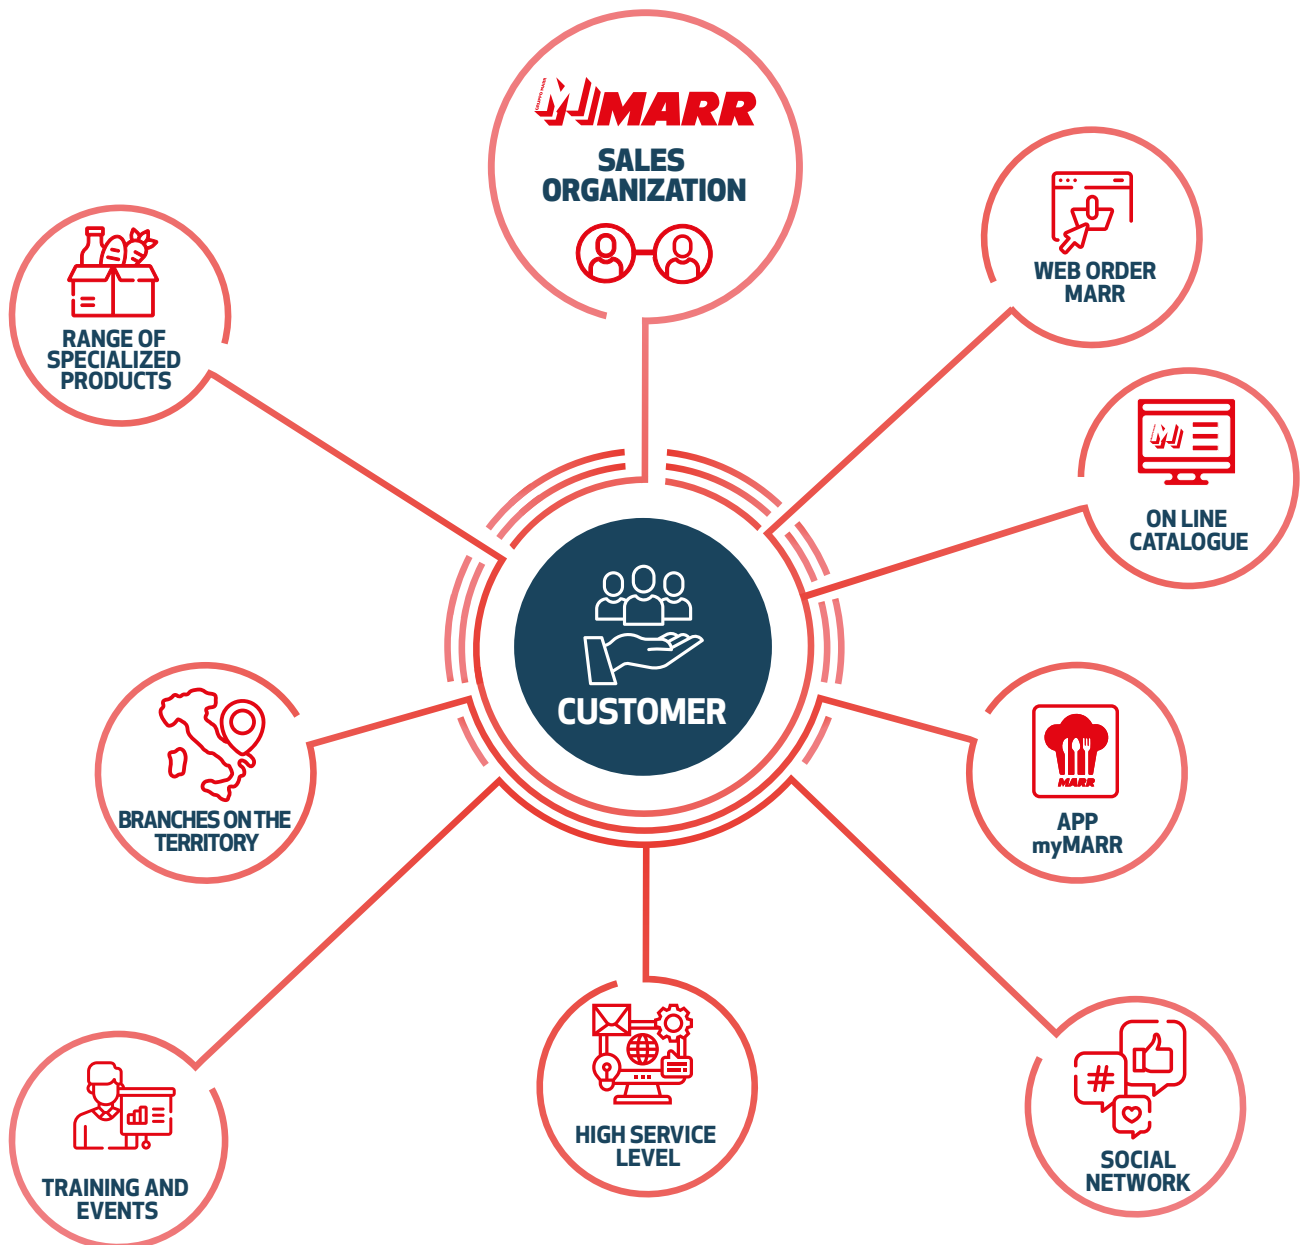 MARR
SALES
ORGANIZATION
WEB ORDER
MARR
RANGE OF
SPECIALIZED
PRODUCTS
ON LINE
CATALOGUE
CUSTOMER
BRANCHES ON THE
TERRITORY
MARR
APP
myMARR
HIGH SERVICE
LEVEL
#
SOCIAL
NETWORK
TRAINING AND
EVENTS